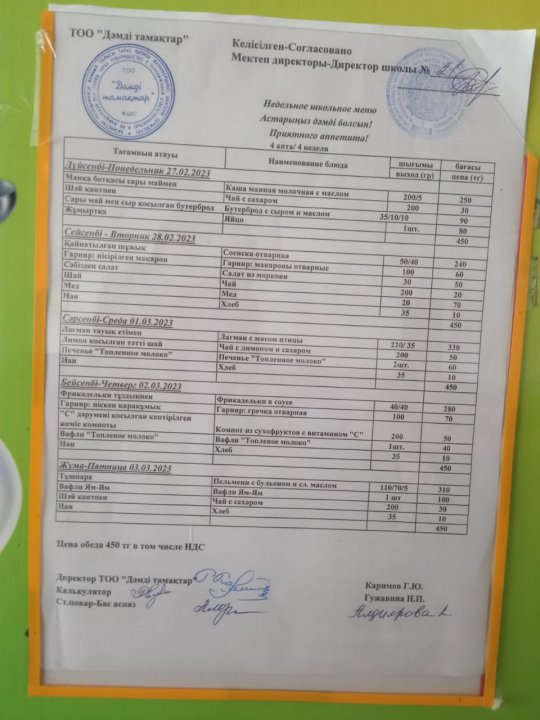 ТОО "Дәмді тамақтар"
Келісілген-Согласовано
Мектеп директоры-Директор школы №
ТОО
"Дәмді
тамақтар"
ЖШС
Недельное школьное меню
Астарыңыз дәмді болсын!
Приятного аппетита!
4 апта/ 4 неделя
Тағамның атауы Наименование блюда шығымы выход (гр) бағасы цена (тг)
Дүйсенбі-Понедельник 27.02.2023
Манка ботқасы сары маймен Каша манная молочная с маслом 200/5 250
Шай қантпен Чай с сахаром 200 30
Сары май мен сыр қосылған бутерброд Бутерброд с сыром и маслом 35/10/10 90
Жұмыртқа Яйцо 1шт. 80
450
Сейсенбі - Вторник 28.02.2023
Қайнатылған шұжық Сосиска отварная 50/40 240
Гарнир: пісірілген макарон Гарнир: макароны отварные 100 60
Сәбізден салат Салат из моркови 30 50
Шай Чай 200 20
Мед Мед 20 70
Нан Хлеб 35 10
450
Сәрсенбі-Среда 01.03.2023
Лагман тауық етімен Лагман с мясом птицы 220/ 35 330
Лимон қосылған тәтті шай Чай с лимоном и сахаром 200 50
Печенье "Топленное молоко" Печенье "Топленное молоко" 2шт. 60
Нан Хлеб 35 10
450
Бейсенбі-Четверг 02.03.2023
Фрикадельки тұздықпен Фрикадельки в соусе 40/40 280
Гарнир: піскен қарақұмық Гарнир: гречка отварная 100 70
"С" дәрумені қосылған кептірілген
жеміс компоты Компот из сухофруктов с витамином "С" 200 50
Вафли "Топленое молоко" Вафли "Топленое молоко" 1шт. 40
Нан Хлеб 35 10
450
Жұма-Пятница 03.03.2023
Тұшпара Пельмени с бульоном и сл. маслом 110/70/5 310
Вафли Ям-Ям Вафли Ям-Ям 1 шт 100
Шай қантпен Чай с сахаром 200 30
Нан Хлеб 35 10
450
Цена обеда 450 тг в том числе НДС
Директор ТОО "Дәмді тамақтар" Каримов Г.Ю.
Калькулятор Гужавина Н.П.
Ст.повар-Бас аспаз